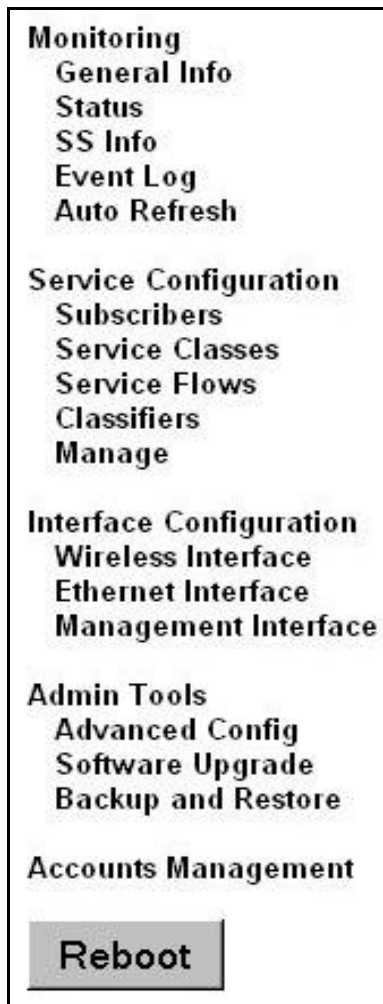 Monitoring
General Info
Status
SS Info
Event Log
Auto Refresh
Service Configuration
Subscribers
Service Classes
Service Flows
Classifiers
Manage
Interface Configuration
Wireless Interface
Ethernet Interface
Management Interface
Admin Tools
Advanced Config
Software Upgrade
Backup and Restore
Accounts Management
Reboot